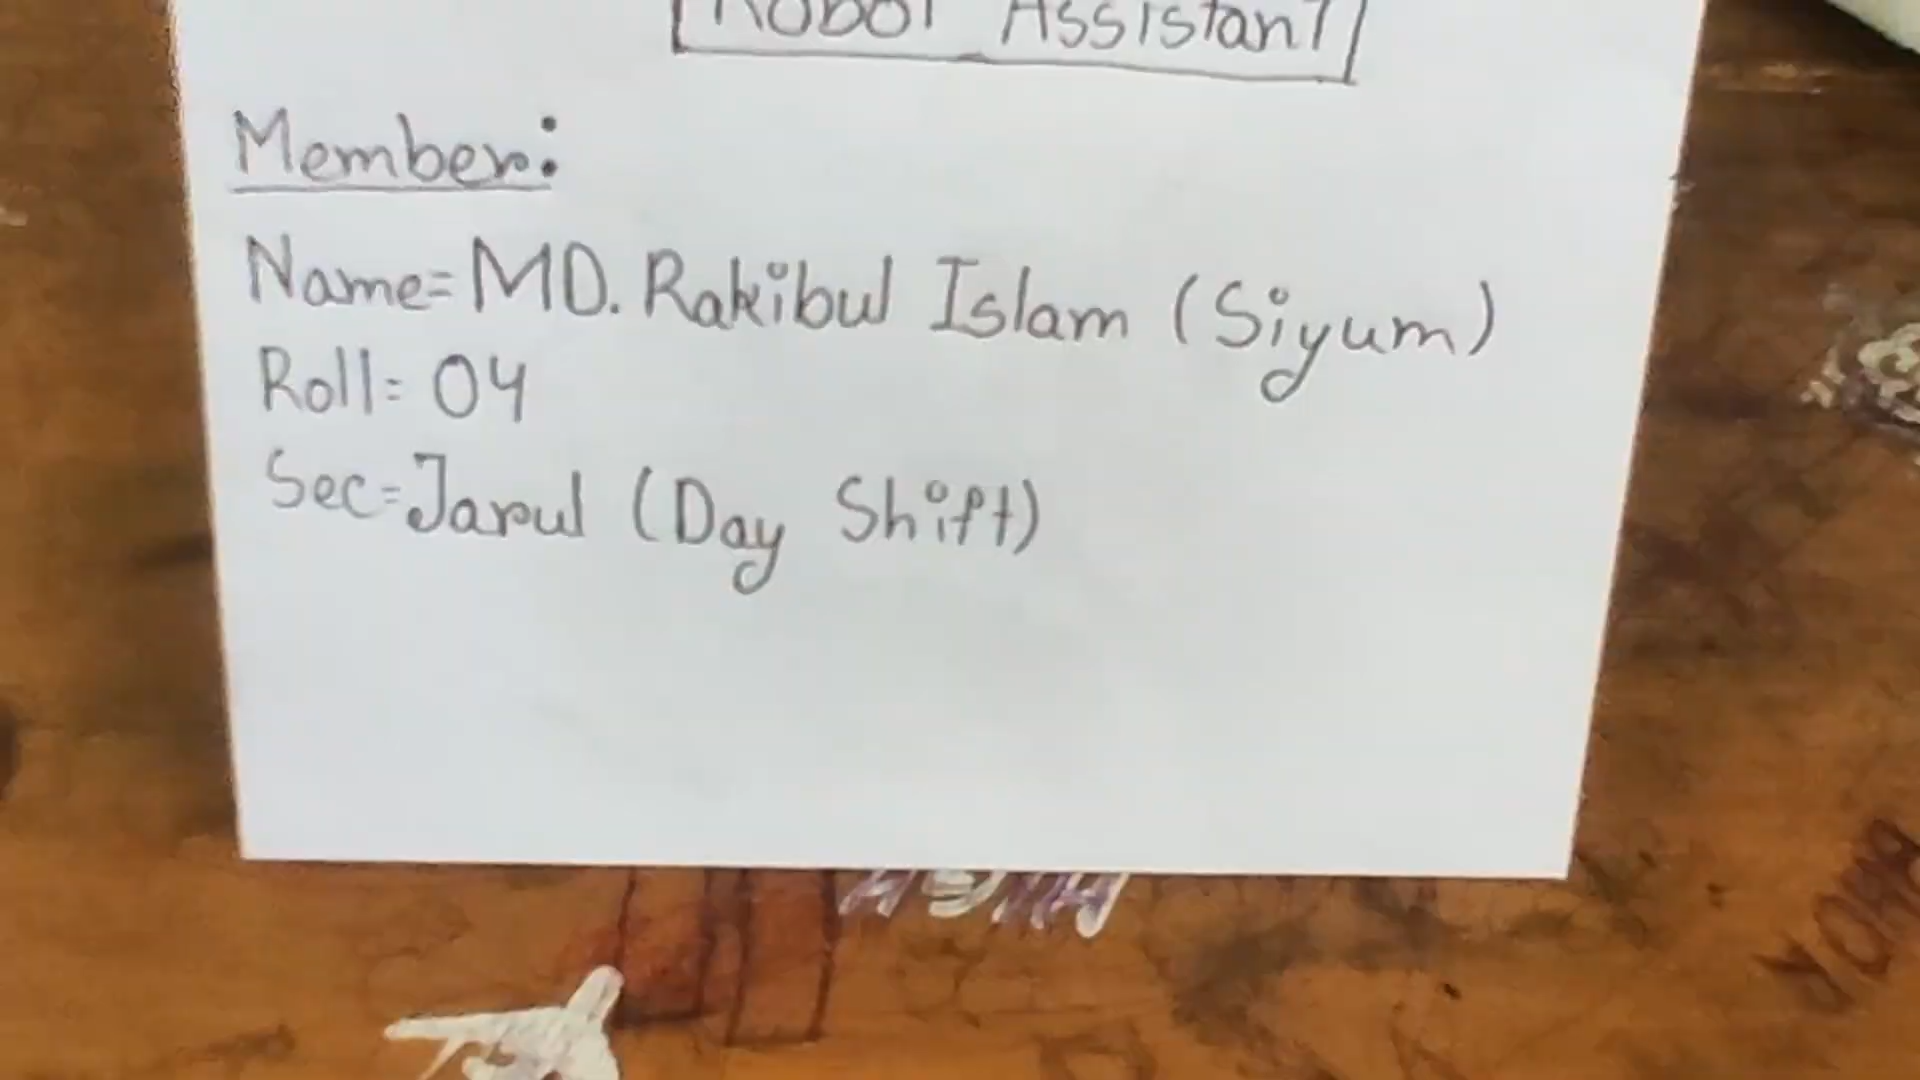 Robot Assistant
Member:
Name=MD. Rakibul Islam (Siyum)
Roll= 04
Sec=Jarul (Day Shift)